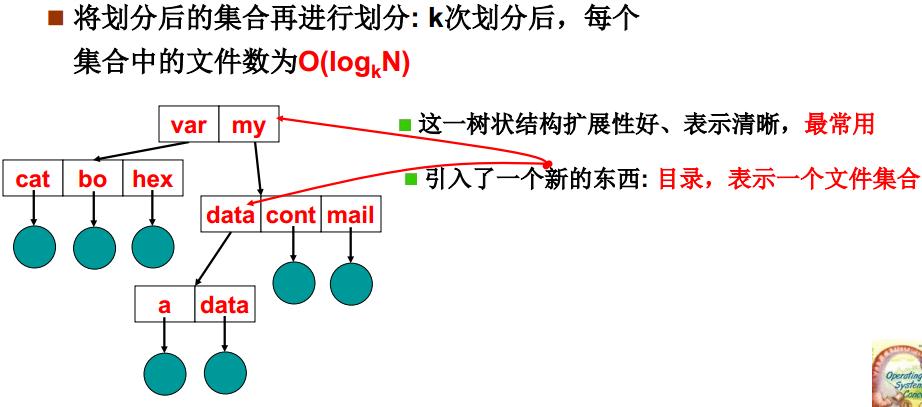 将划分后的集合再进行划分: k次划分后，每个
集合中的文件数为O(logkN)
var my
这一树状结构扩展性好、表示清晰，最常用
cat bo hex
引入了一个新的东西: 目录，表示一个文件集合
data cont mail
a data
Operating
System
Conc